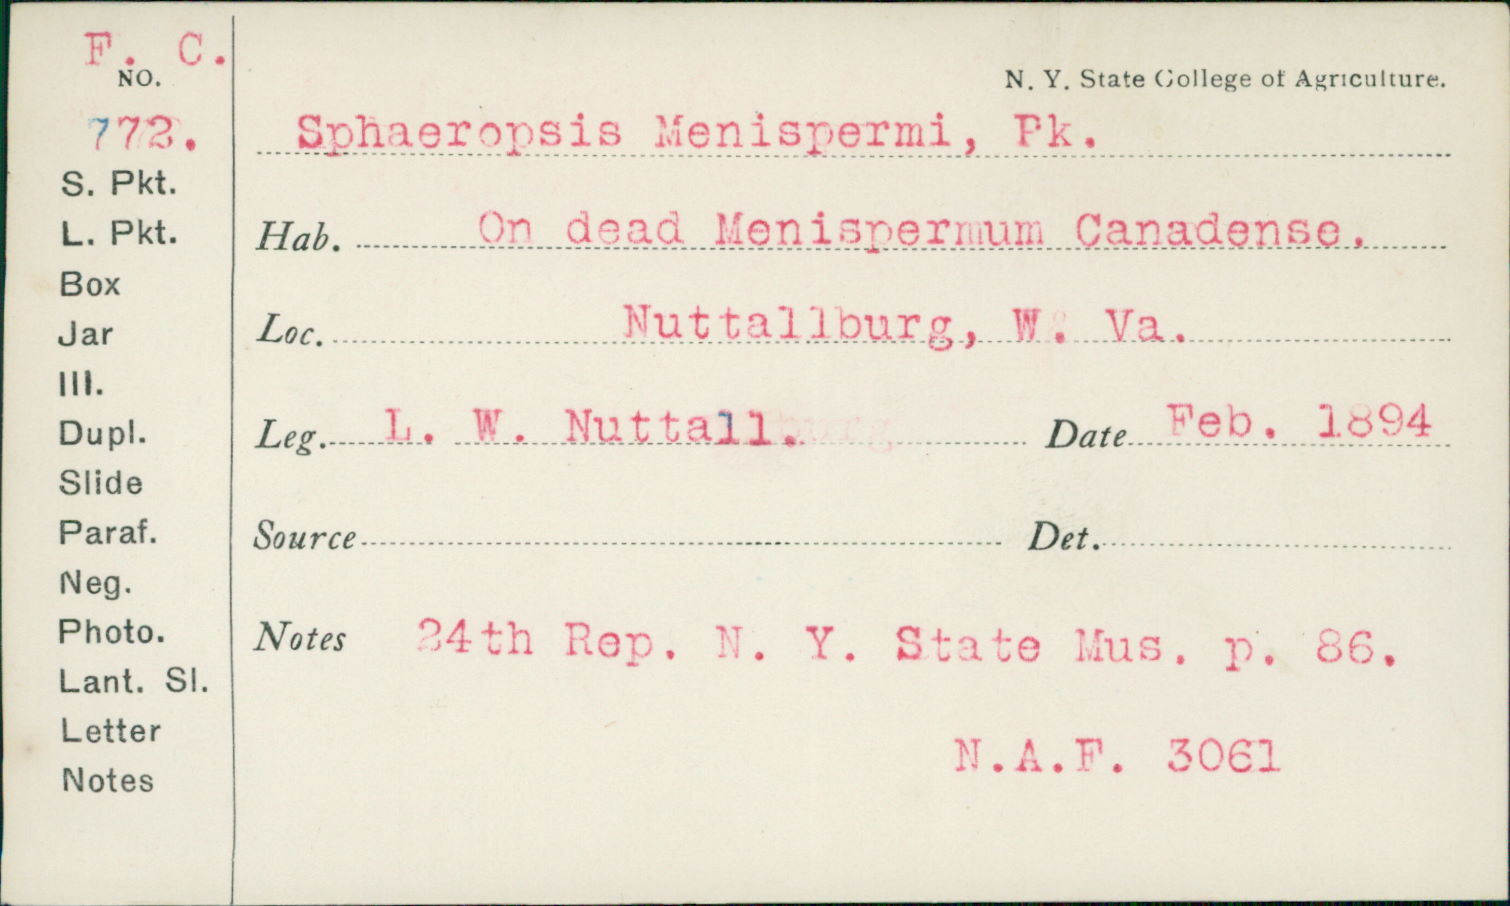 F. C.
NO.
772.
S. Pkt.
L. Pkt.
Box
Jar
Ill.
Dupl.
Slide
Paraf.
Neg.
Photo.
Lant. Sl.
Letter
Notes
N. Y. State College of Agriculture.
Sphaeropsis Menispermi, Pk.
Hab. On dead Menispermum Canadense.
Loc. Nuttallburg, W. Va.
Leg. L. W. Nuttall. Date Feb. 1894
Source Det.
Notes 24th Rep. N. Y. State Mus. p. 86.
N.A.F. 3061